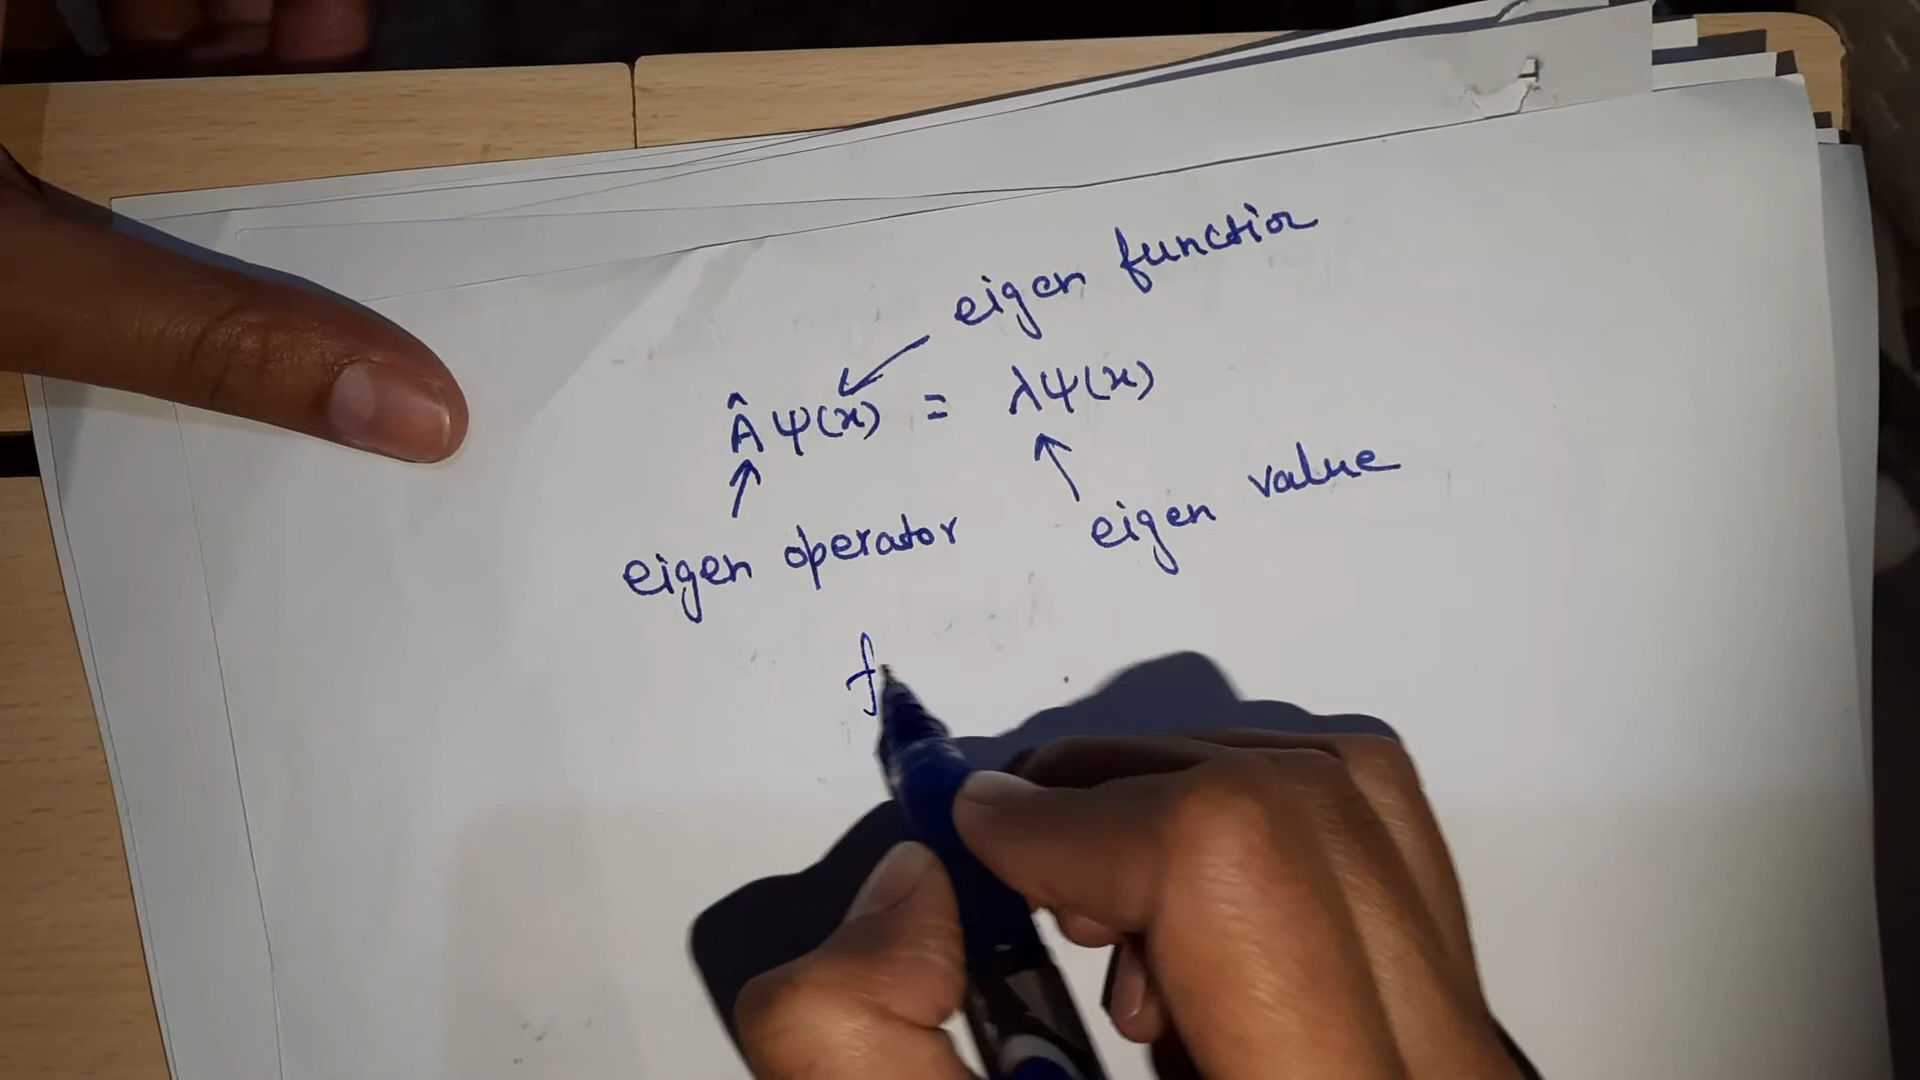 eigen function
Âψ(x) = λψ(x)
eigen operator
eigen value
f